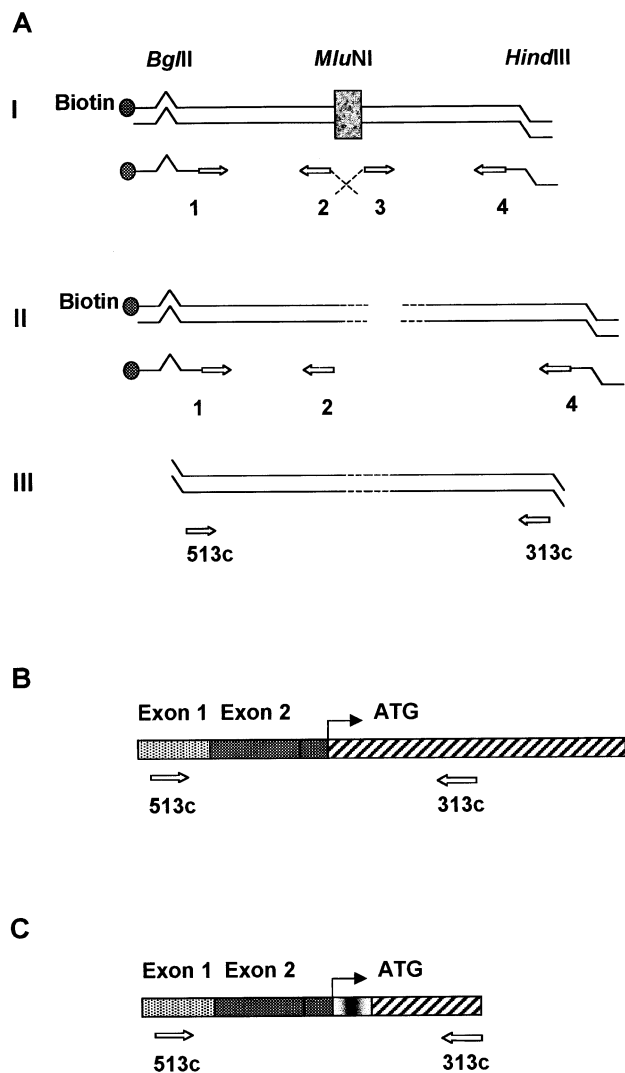 A
BglII MluNI HindIII
I Biotin
1 2 3 4
II Biotin
1 2 4
III
513c 313c
B
Exon 1 Exon 2 ATG
513c 313c
C
Exon 1 Exon 2 ATG
513c 313c